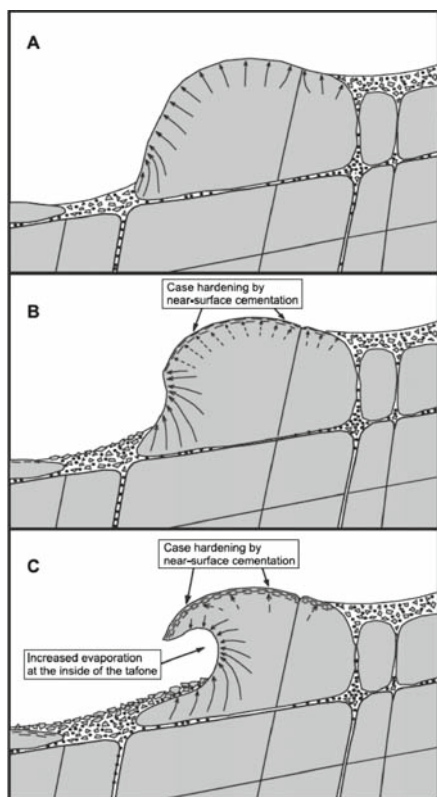 A
Case hardening by
near-surface cementation
B
Case hardening by
near-surface cementation
C
Increased evaporation
at the inside of the tafone